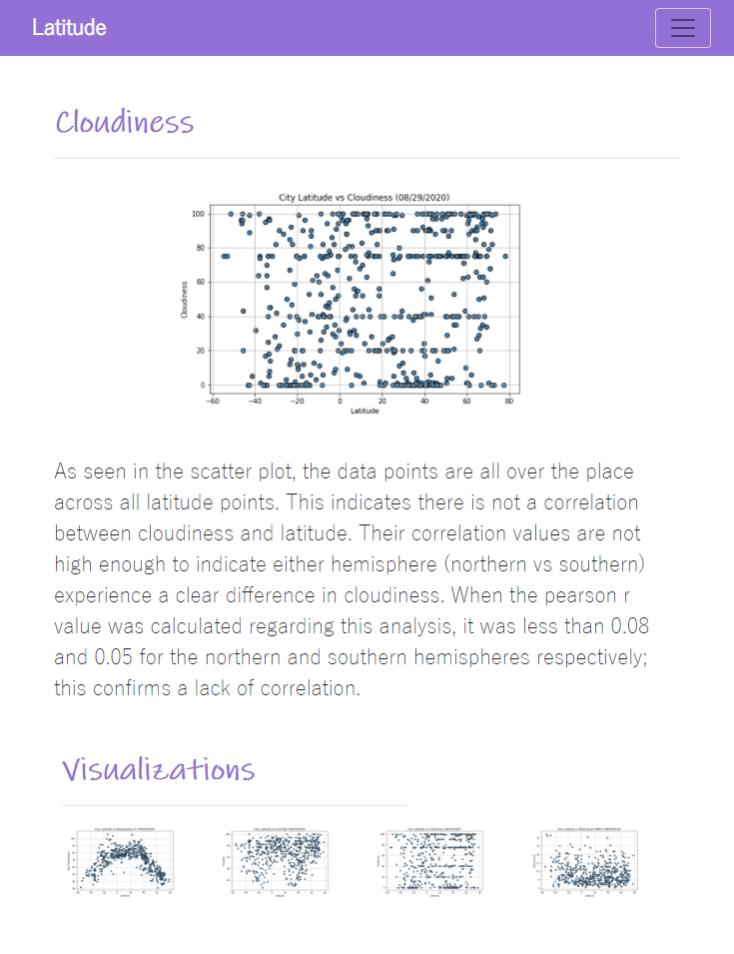 Latitude
Cloudiness
City Latitude vs Cloudiness (08/29/2020)
100
80
60
40
20
0
Cloudiness
−60 −40 −20 0 20 40 60 80
Latitude
As seen in the scatter plot, the data points are all over the place
across all latitude points. This indicates there is not a correlation
between cloudiness and latitude. Their correlation values are not
high enough to indicate either hemisphere (northern vs southern)
experience a clear difference in cloudiness. When the pearson r
value was calculated regarding this analysis, it was less than 0.08
and 0.05 for the northern and southern hemispheres respectively;
this confirms a lack of correlation.
Visualizations